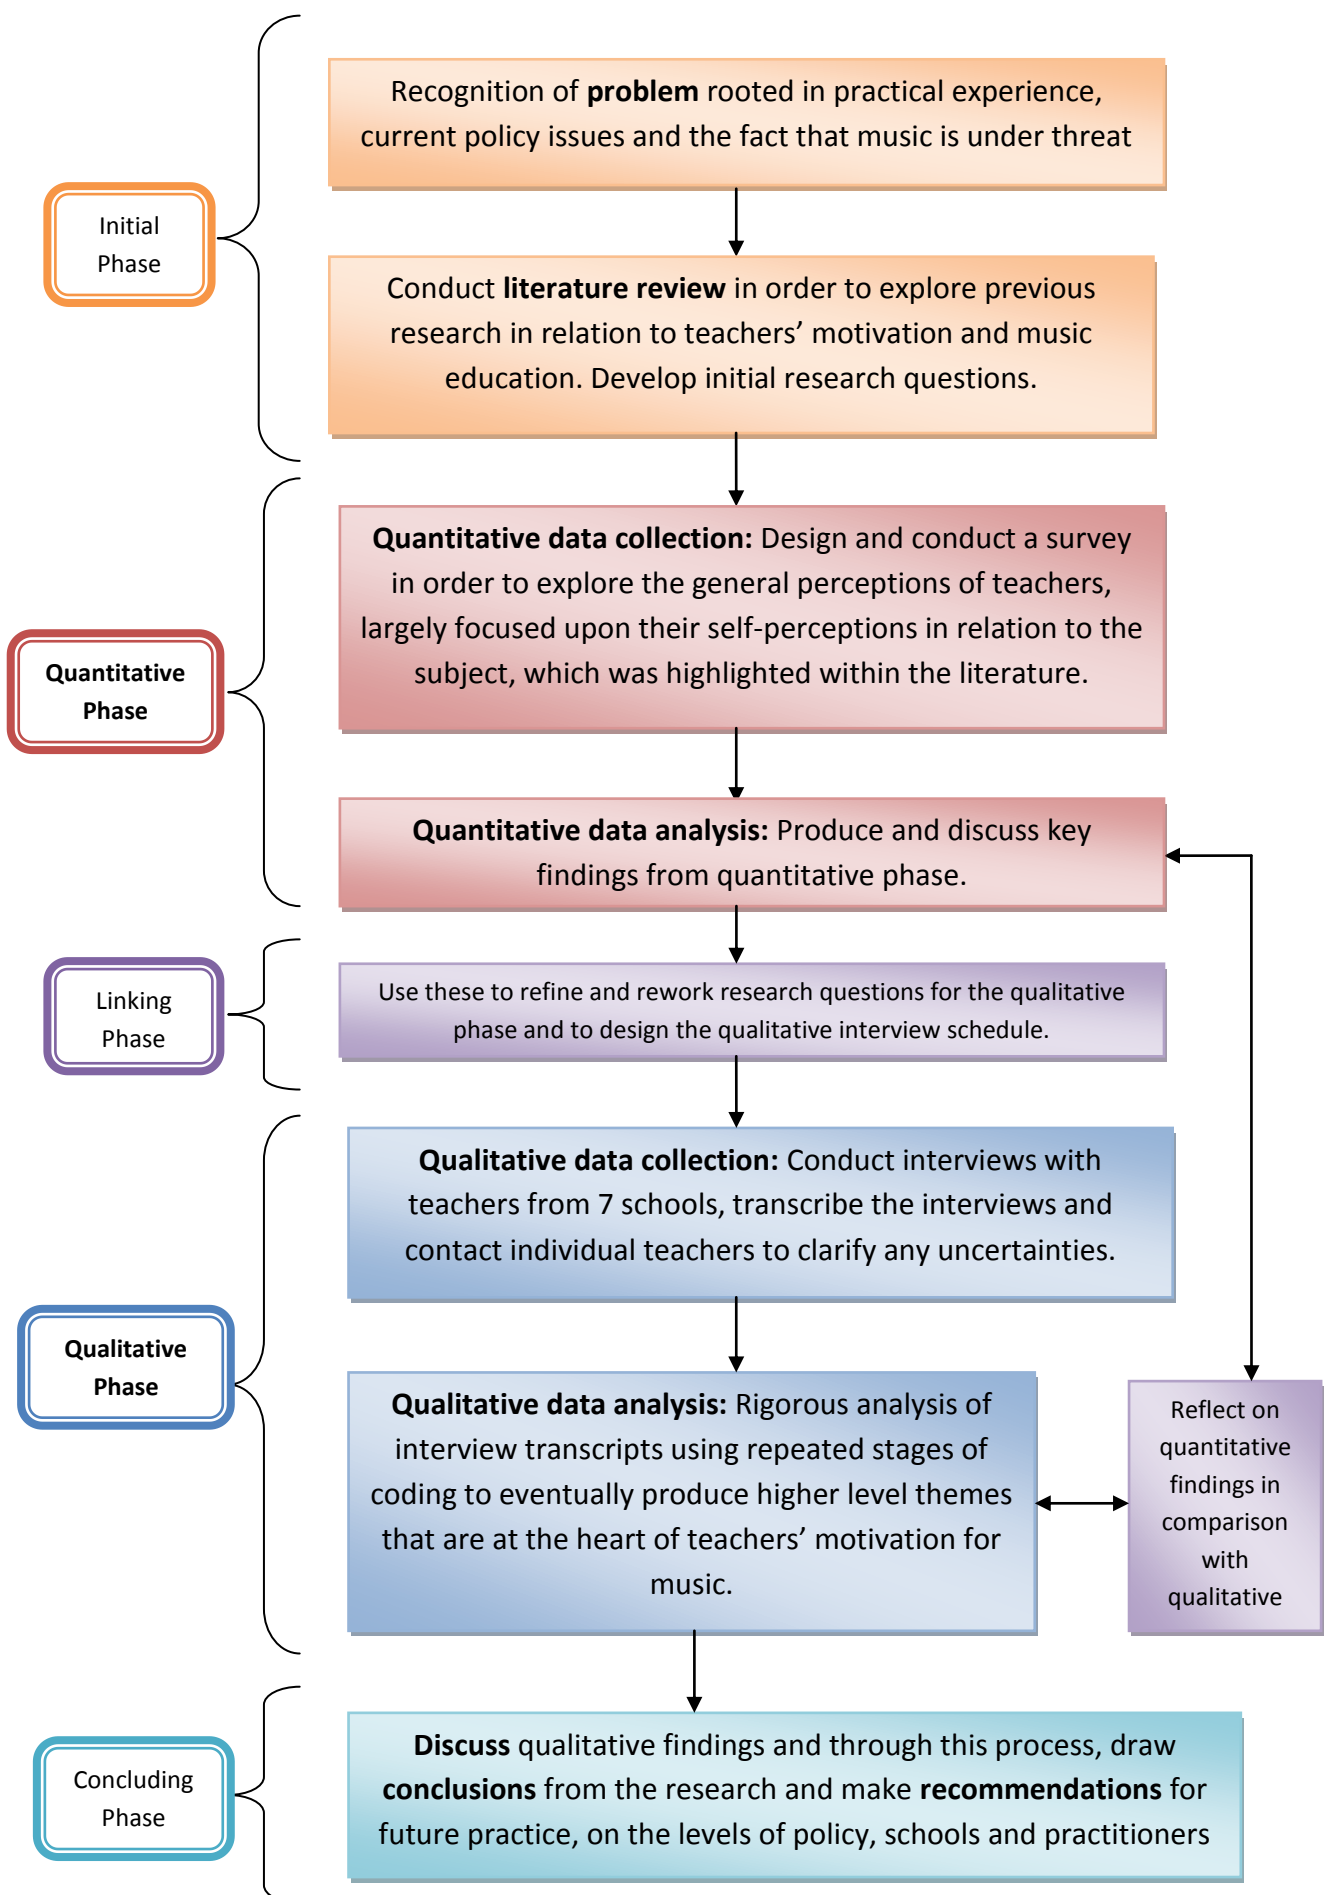 Recognition of problem rooted in practical experience,
current policy issues and the fact that music is under threat
Initial
Phase
Conduct literature review in order to explore previous
research in relation to teachers’ motivation and music
education. Develop initial research questions.
Quantitative data collection: Design and conduct a survey
in order to explore the general perceptions of teachers,
largely focused upon their self-perceptions in relation to the
subject, which was highlighted within the literature.
Quantitative
Phase
Quantitative data analysis: Produce and discuss key
findings from quantitative phase.
Linking
Phase
Use these to refine and rework research questions for the qualitative
phase and to design the qualitative interview schedule.
Qualitative data collection: Conduct interviews with
teachers from 7 schools, transcribe the interviews and
contact individual teachers to clarify any uncertainties.
Qualitative
Phase
Qualitative data analysis: Rigorous analysis of
interview transcripts using repeated stages of
coding to eventually produce higher level themes
that are at the heart of teachers’ motivation for
music.
Reflect on
quantitative
findings in
comparison
with
qualitative
Concluding
Phase
Discuss qualitative findings and through this process, draw
conclusions from the research and make recommendations for
future practice, on the levels of policy, schools and practitioners